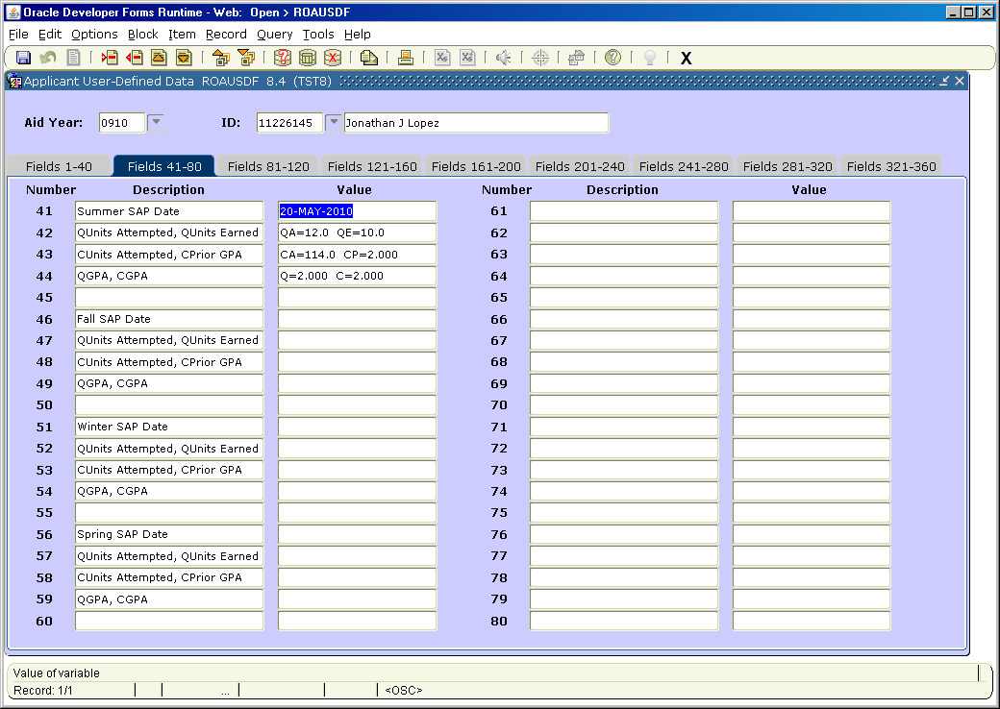 Oracle Developer Forms Runtime - Web: Open > ROAUSDF
File Edit Options Block Item Record Query Tools Help
X
Applicant User-Defined Data ROAUSDF 8.4 (TST8)
Aid Year: 0910 ID: 11226145 Jonathan J Lopez
Fields 1-40 Fields 41-80 Fields 81-120 Fields 121-160 Fields 161-200 Fields 201-240 Fields 241-280 Fields 281-320 Fields 321-360
Number Description Value Number Description Value
41 Summer SAP Date 20-MAY-2010 61
42 QUnits Attempted, QUnits Earned QA=12.0 QE=10.0 62
43 CUnits Attempted, CPrior GPA CA=114.0 CP=2.000 63
44 QGPA, CGPA Q=2.000 C=2.000 64
45 65
46 Fall SAP Date 66
47 QUnits Attempted, QUnits Earned 67
48 CUnits Attempted, CPrior GPA 68
49 QGPA, CGPA 69
50 70
51 Winter SAP Date 71
52 QUnits Attempted, QUnits Earned 72
53 CUnits Attempted, CPrior GPA 73
54 QGPA, CGPA 74
55 75
56 Spring SAP Date 76
57 QUnits Attempted, QUnits Earned 77
58 CUnits Attempted, CPrior GPA 78
59 QGPA, CGPA 79
60 80
Value of variable
Record: 1/1 ... <OSC>